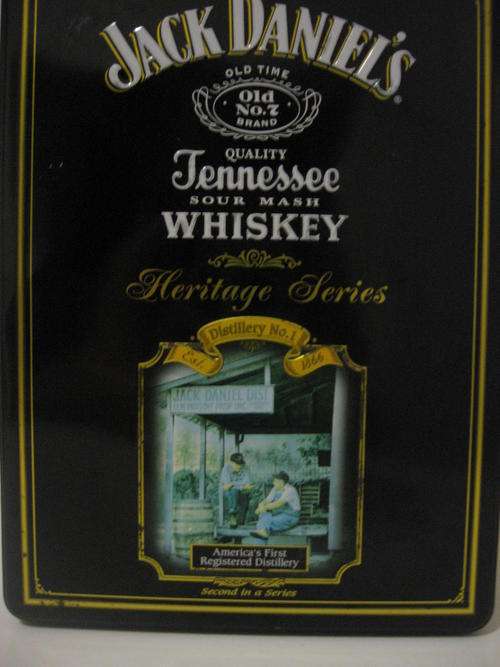 JACK DANIEL'S
OLD TIME
Old
No.7
BRAND
QUALITY
Tennessee
SOUR MASH
WHISKEY
Heritage Series
Distillery No.1
Est. 1866
JACK DANIEL DIST
America's First
Registered Distillery
Second in a Series